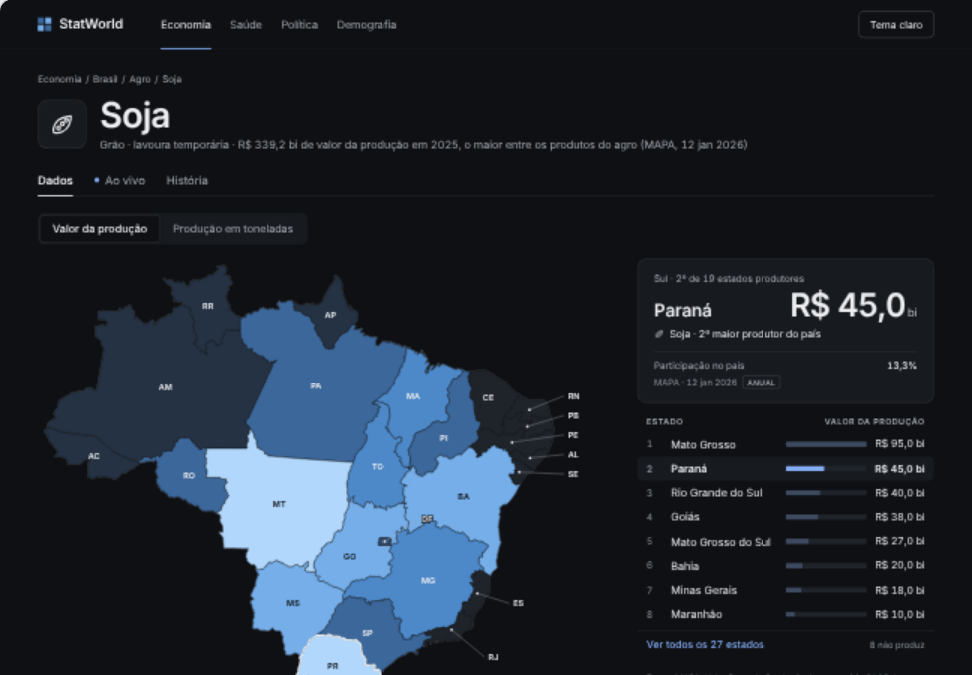 StatWorld
Economia
Saúde
Política
Demografia
Tema claro
Economia / Brasil / Agro / Soja
Soja
Grão · lavoura temporária · R$ 339,2 bi de valor da produção em 2025, o maior entre os produtos do agro (MAPA, 12 jan 2026)
Dados
Ao vivo
História
Valor da produção
Produção em toneladas
RR
AP
AM
PA
MA
CE
RN
PB
PI
PE
AC
AL
RO
TO
SE
MT
BA
DF
GO
MG
MS
ES
SP
RJ
PR
Sul · 2º de 19 estados produtores
Paraná
R$ 45,0 bi
Soja · 2º maior produtor do país
Participação no país 13,3%
MAPA · 12 jan 2026 ANUAL
ESTADO VALOR DA PRODUÇÃO
1 Mato Grosso R$ 95,0 bi
2 Paraná R$ 45,0 bi
3 Rio Grande do Sul R$ 40,0 bi
4 Goiás R$ 38,0 bi
5 Mato Grosso do Sul R$ 27,0 bi
6 Bahia R$ 20,0 bi
7 Minas Gerais R$ 18,0 bi
8 Maranhão R$ 10,0 bi
Ver todos os 27 estados
8 não produz